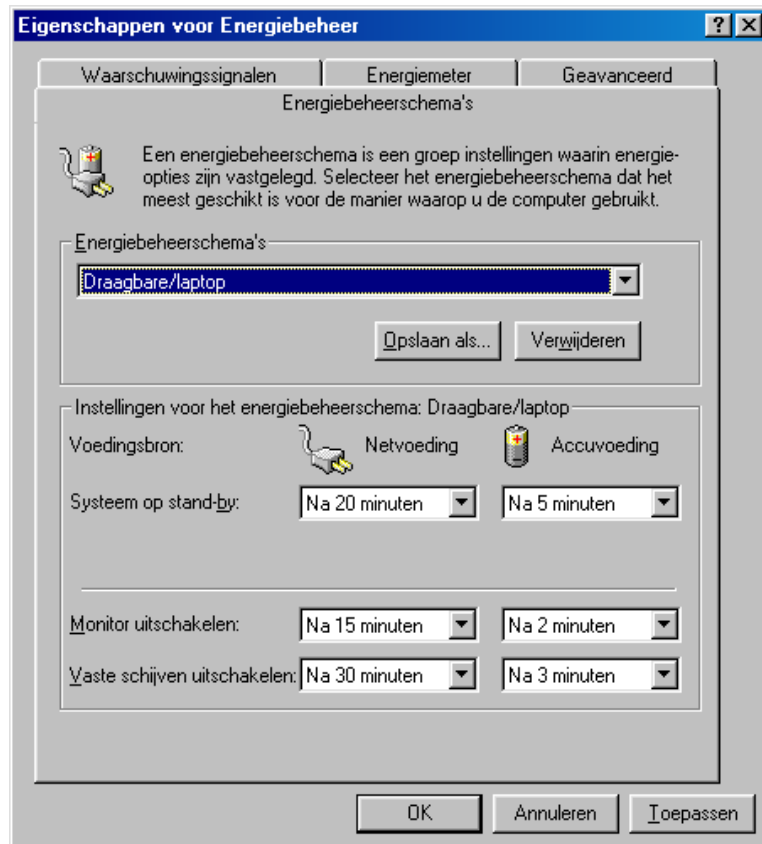 Eigenschappen voor Energiebeheer
Waarschuwingssignalen Energiemeter Geavanceerd
Energiebeheerschema's
Een energiebeheerschema is een groep instellingen waarin energie-
opties zijn vastgelegd. Selecteer het energiebeheerschema dat het
meest geschikt is voor de manier waarop u de computer gebruikt.
Energiebeheerschema's
Draagbare/laptop
Opslaan als... Verwijderen
Instellingen voor het energiebeheerschema: Draagbare/laptop
Voedingsbron: Netvoeding Accuvoeding
Systeem op stand-by: Na 20 minuten Na 5 minuten
Monitor uitschakelen: Na 15 minuten Na 2 minuten
Vaste schijven uitschakelen: Na 30 minuten Na 3 minuten
OK Annuleren Toepassen